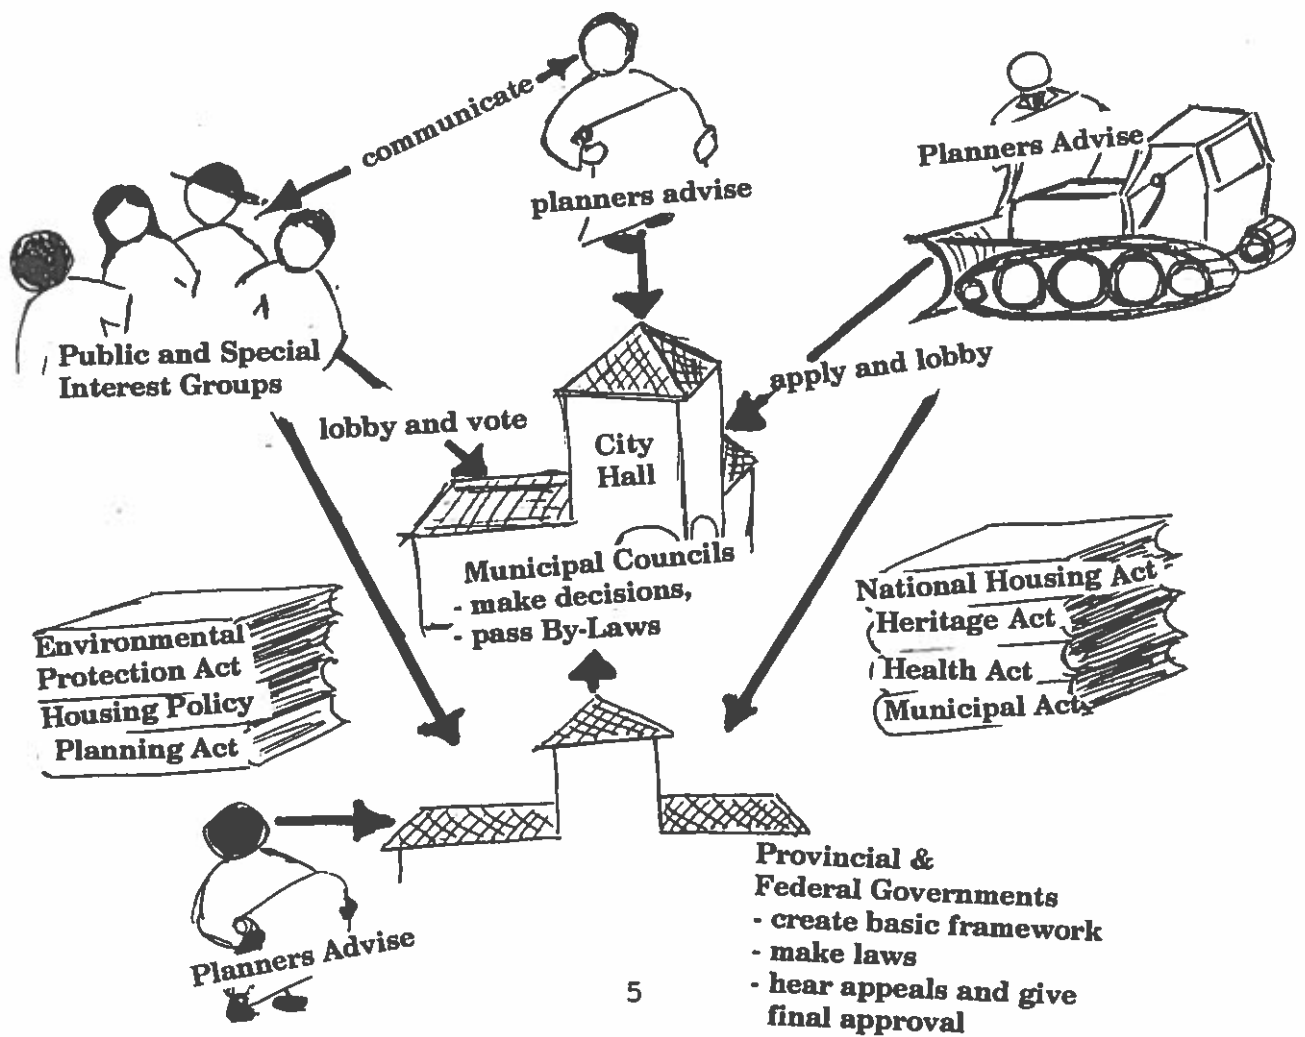 communicate
planners advise
Planners Advise
Public and Special
Interest Groups
lobby and vote
apply and lobby
City
Hall
Municipal Councils
- make decisions,
- pass By-Laws
Environmental
Protection Act
Housing Policy
Planning Act
National Housing Act
Heritage Act
Health Act
Municipal Act
Planners Advise
Provincial &
Federal Governments
- create basic framework
- make laws
- hear appeals and give
final approval
5